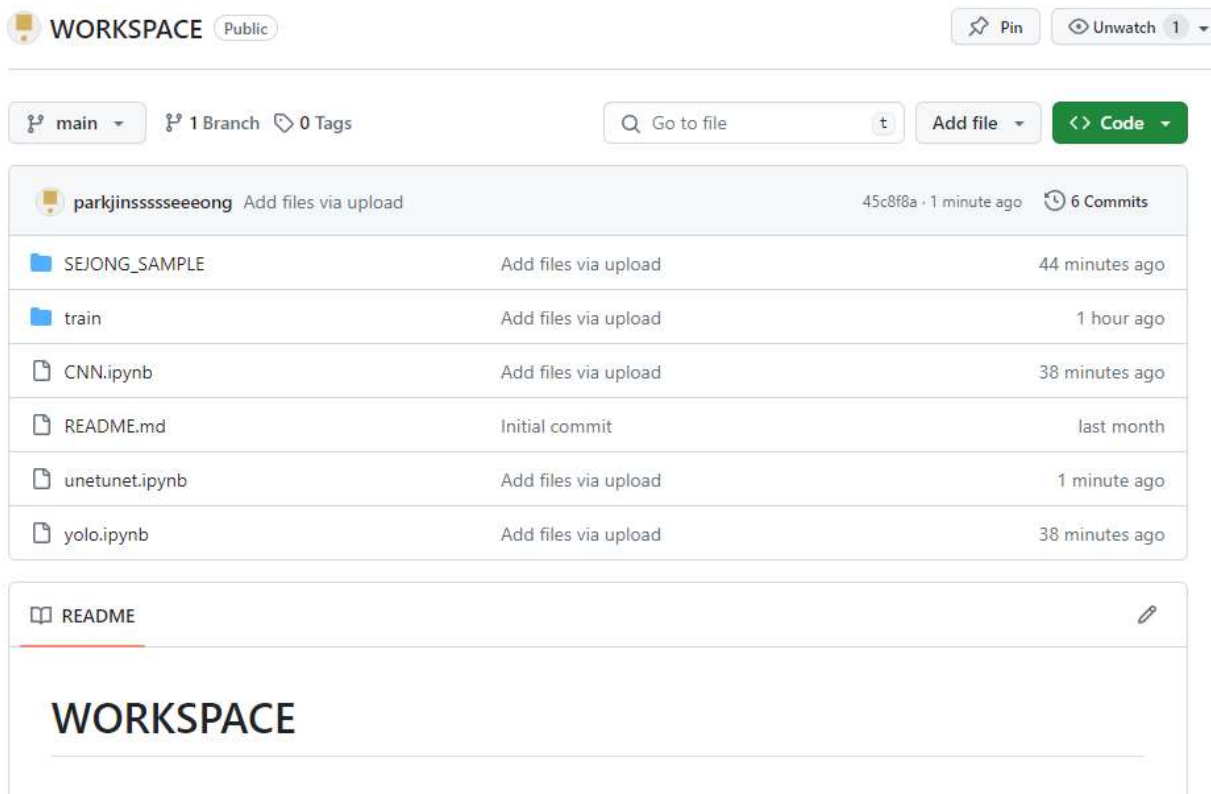 WORKSPACE Public Pin Unwatch 1
main 1 Branch 0 Tags Go to file t Add file Code
parkjinsssssseeeong Add files via upload 45c8f8a · 1 minute ago 6 Commits
SEJONG_SAMPLE Add files via upload 44 minutes ago
train Add files via upload 1 hour ago
CNN.ipynb Add files via upload 38 minutes ago
README.md Initial commit last month
unetunet.ipynb Add files via upload 1 minute ago
yolo.ipynb Add files via upload 38 minutes ago
README
WORKSPACE